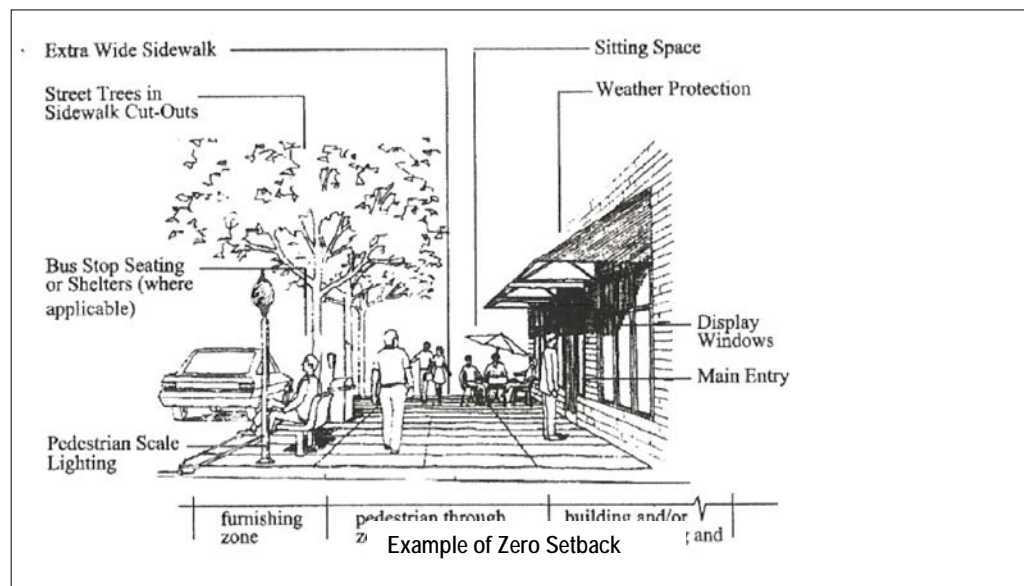 Extra Wide Sidewalk
Sitting Space
Street Trees in
Sidewalk Cut-Outs
Weather Protection
Bus Stop Seating
or Shelters (where
applicable)
Display
Windows
Main Entry
Pedestrian Scale
Lighting
furnishing
zone
pedestrian through
building and/or
and
Example of Zero Setback